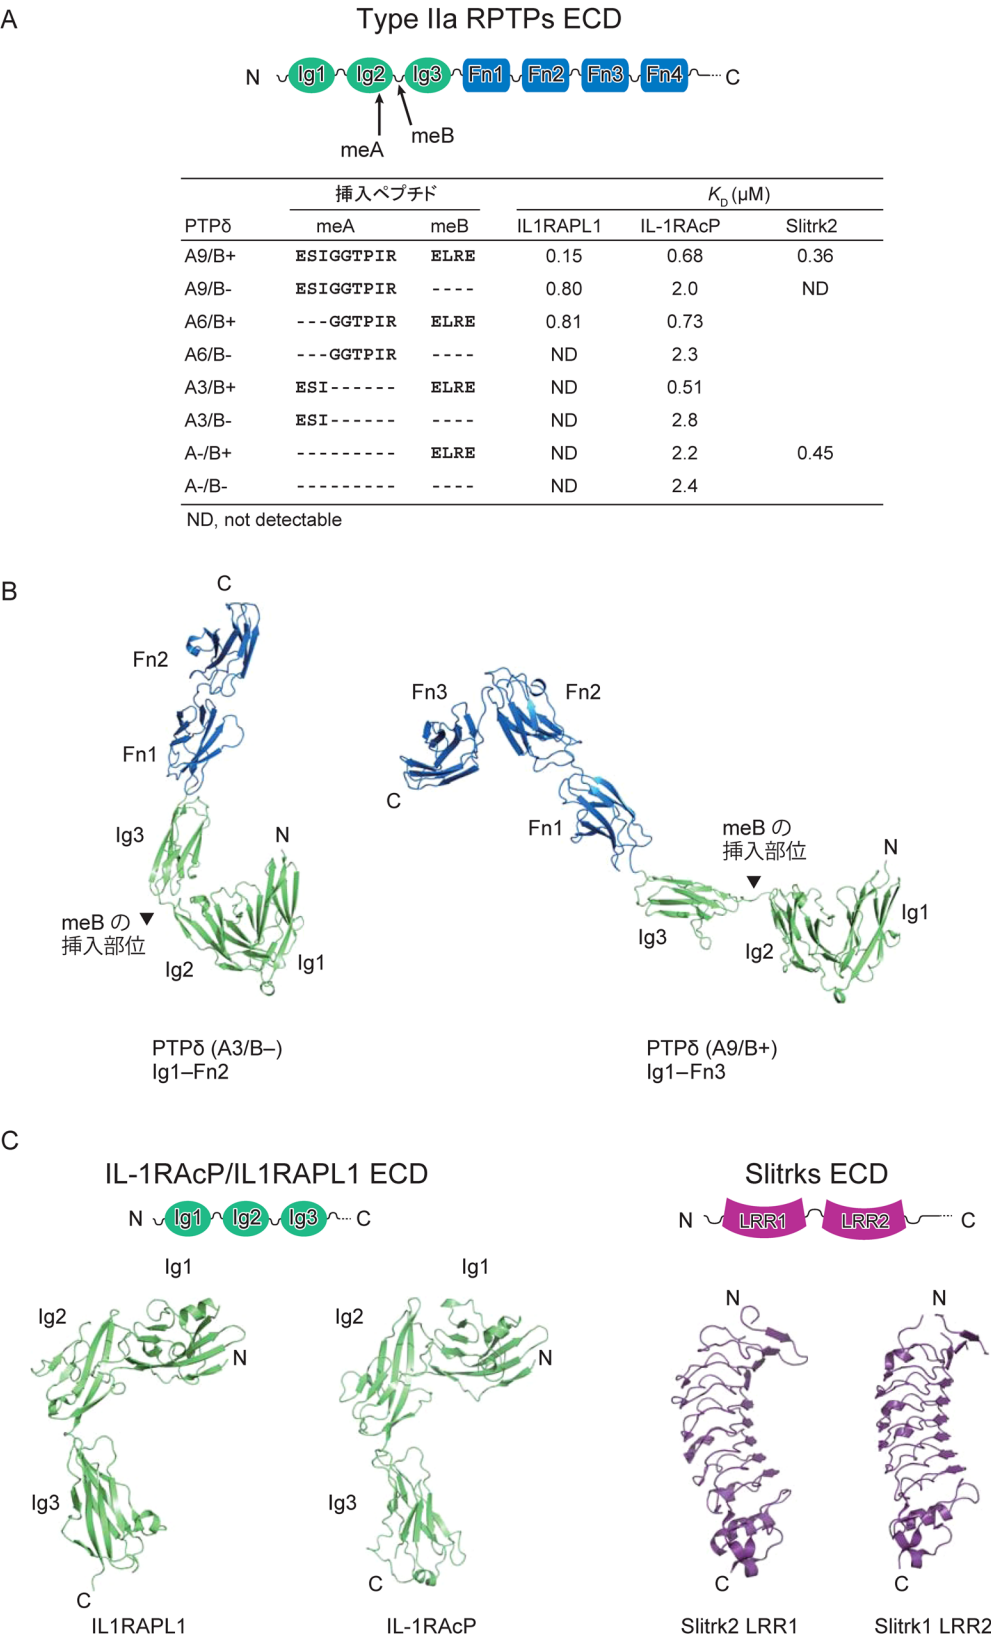 A
Type IIa RPTPs ECD
N Ig1 Ig2 Ig3 Fn1 Fn2 Fn3 Fn4 C
meA meB
挿入ペプチド KD (μM)
PTPδ meA meB IL1RAPL1 IL-1RAcP Slitrk2
A9/B+ ESIGGTPIR ELRE 0.15 0.68 0.36
A9/B- ESIGGTPIR ---- 0.80 2.0 ND
A6/B+ ---GGTPIR ELRE 0.81 0.73
A6/B- ---GGTPIR ---- ND 2.3
A3/B+ ESI------ ELRE ND 0.51
A3/B- ESI------ ---- ND 2.8
A-/B+ --------- ELRE ND 2.2 0.45
A-/B- --------- ---- ND 2.4
ND, not detectable
B
C
Fn2
Fn1
Ig3
N
meB の
挿入部位
Ig2
Ig1
PTPδ (A3/B–)
Ig1–Fn2
Fn3
Fn2
C
Fn1
meB の
挿入部位
N
Ig3
Ig2
Ig1
PTPδ (A9/B+)
Ig1–Fn3
C
IL-1RAcP/IL1RAPL1 ECD
N Ig1 Ig2 Ig3 C
Slitrks ECD
N LRR1 LRR2 C
Ig1
Ig2
N
Ig3
C
IL1RAPL1
Ig1
Ig2
N
Ig3
C
IL-1RAcP
N
C
Slitrk2 LRR1
N
C
Slitrk1 LRR2